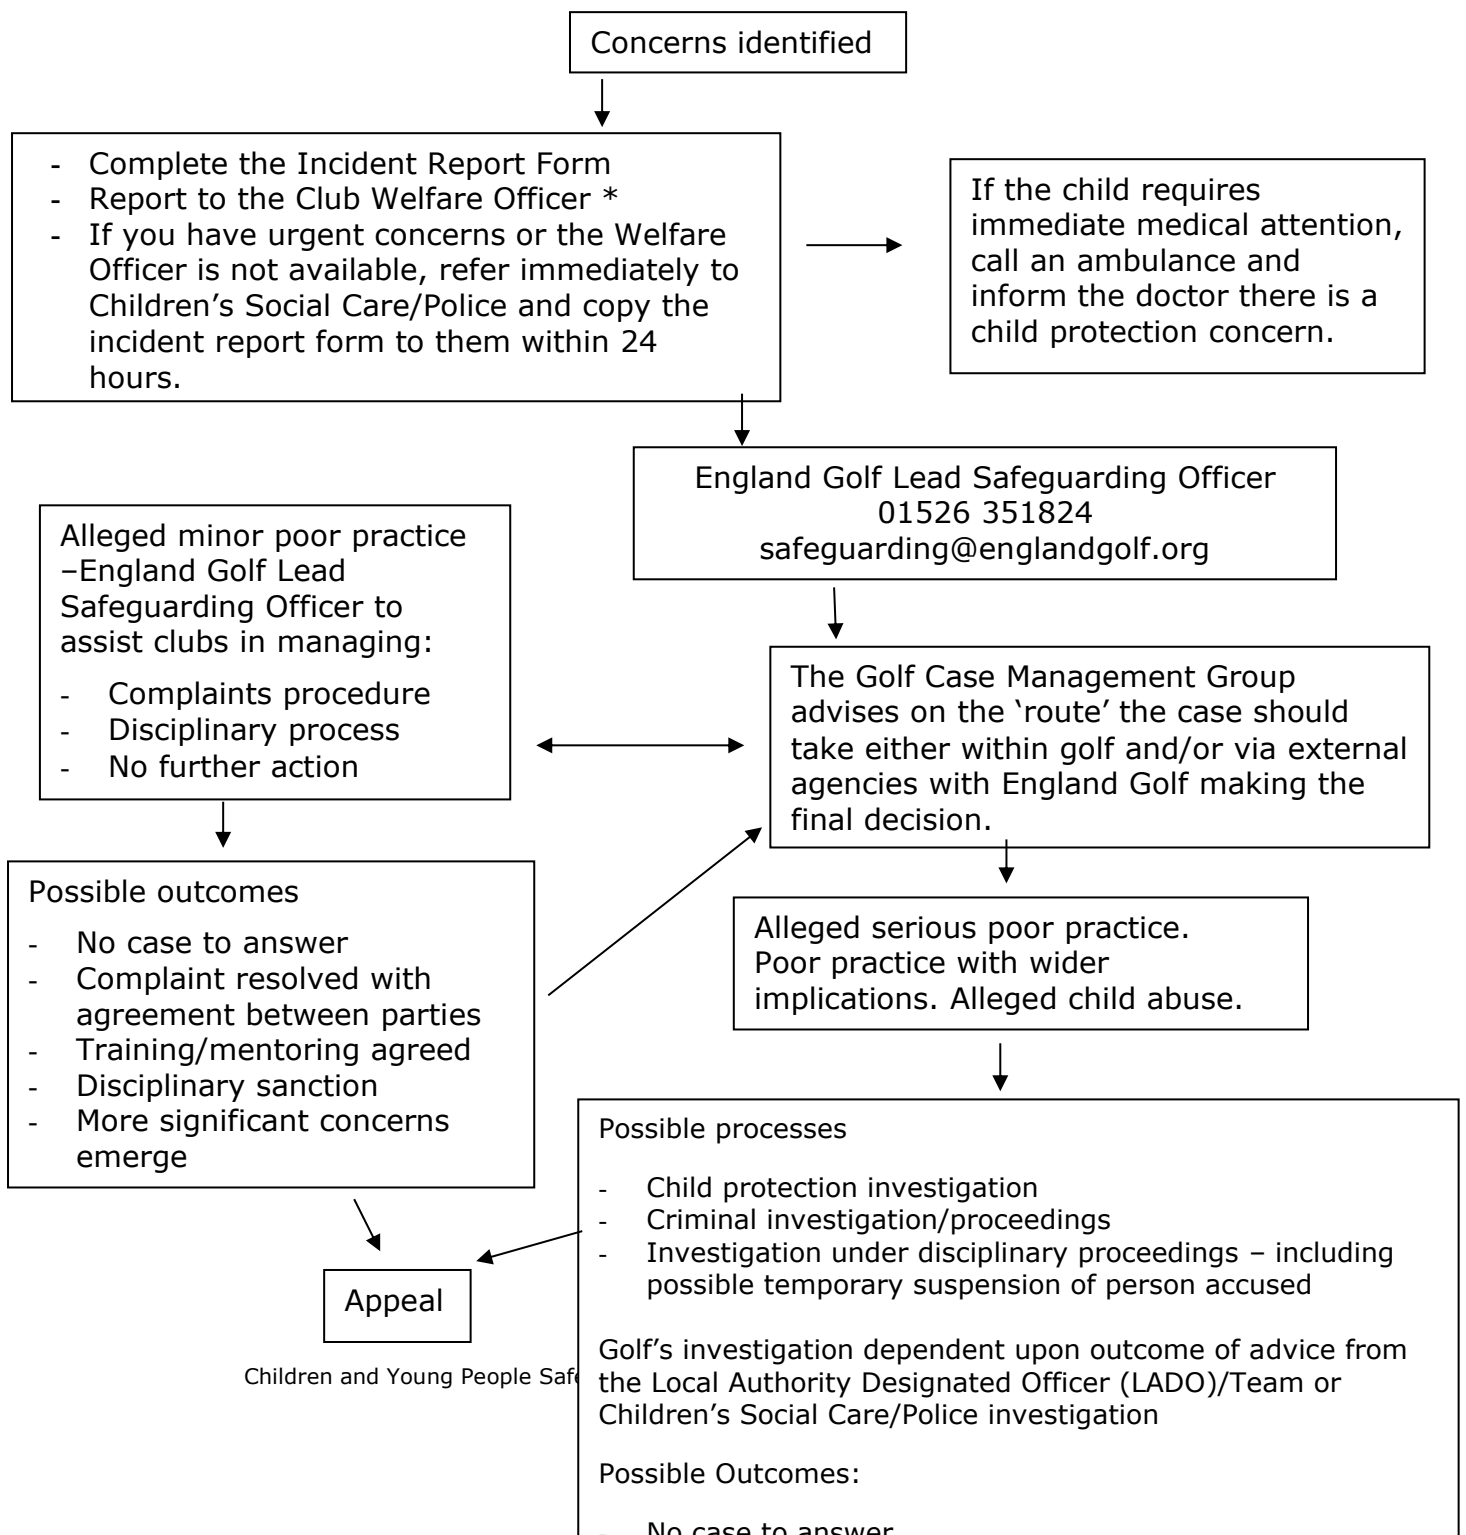 Concerns identified
- Complete the Incident Report Form
- Report to the Club Welfare Officer *
- If you have urgent concerns or the Welfare
Officer is not available, refer immediately to
Children’s Social Care/Police and copy the
incident report form to them within 24
hours.
If the child requires
immediate medical attention,
call an ambulance and
inform the doctor there is a
child protection concern.
England Golf Lead Safeguarding Officer
01526 351824
safeguarding@englandgolf.org
Alleged minor poor practice
–England Golf Lead
Safeguarding Officer to
assist clubs in managing:
- Complaints procedure
- Disciplinary process
- No further action
The Golf Case Management Group
advises on the ‘route’ the case should
take either within golf and/or via external
agencies with England Golf making the
final decision.
Possible outcomes
- No case to answer
- Complaint resolved with
agreement between parties
- Training/mentoring agreed
- Disciplinary sanction
- More significant concerns
emerge
Alleged serious poor practice.
Poor practice with wider
implications. Alleged child abuse.
Possible processes
- Child protection investigation
- Criminal investigation/proceedings
- Investigation under disciplinary proceedings – including
possible temporary suspension of person accused
Golf’s investigation dependent upon outcome of advice from
the Local Authority Designated Officer (LADO)/Team or
Children’s Social Care/Police investigation
Possible Outcomes:
- No case to answer
Appeal
Children and Young People Safe